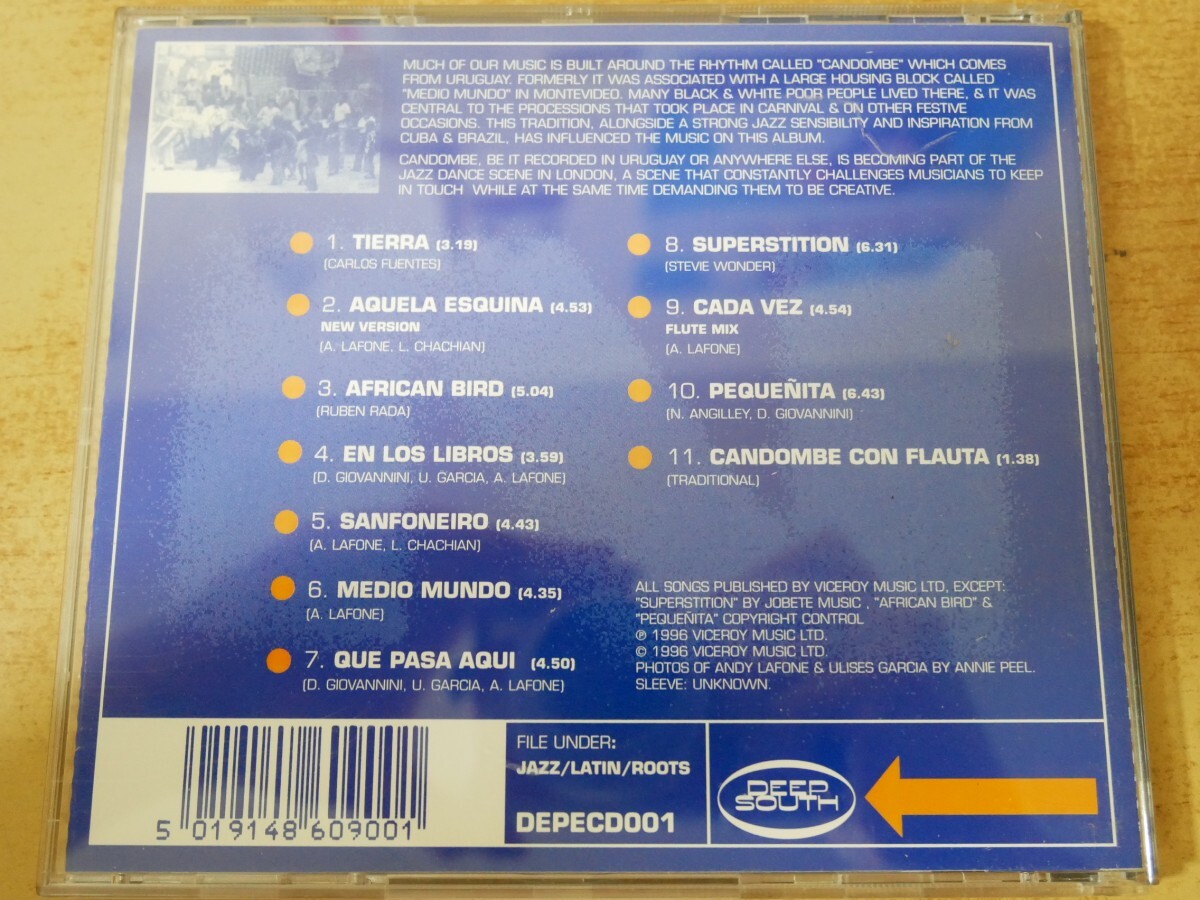 MUCH OF OUR MUSIC IS BUILT AROUND THE RHYTHM CALLED "CANDOMBE" WHICH COMES
FROM URUGUAY. FORMERLY IT WAS ASSOCIATED WITH A LARGE HOUSING BLOCK CALLED
"MEDIO MUNDO" IN MONTEVIDEO. MANY BLACK & WHITE POOR PEOPLE LIVED THERE, & IT WAS
CENTRAL TO THE PROCESSIONS THAT TOOK PLACE IN CARNIVAL & ON OTHER FESTIVE
OCCASIONS. THIS TRADITION, ALONGSIDE A STRONG JAZZ SENSIBILITY AND INSPIRATION FROM
CUBA & BRAZIL, HAS INFLUENCED THE MUSIC ON THIS ALBUM.
CANDOMBE, BE IT RECORDED IN URUGUAY OR ANYWHERE ELSE, IS BECOMING PART OF THE
JAZZ DANCE SCENE IN LONDON, A SCENE THAT CONSTANTLY CHALLENGES MUSICIANS TO KEEP
IN TOUCH WHILE AT THE SAME TIME DEMANDING THEM TO BE CREATIVE.
1. TIERRA (3.19)
(CARLOS FUENTES)
2. AQUELA ESQUINA (4.53)
NEW VERSION
(A. LAFONE, L. CHACHIAN)
3. AFRICAN BIRD (5.04)
(RUBEN RADA)
4. EN LOS LIBROS (3.59)
(D. GIOVANNINI, U. GARCIA, A. LAFONE)
5. SANFONEIRO (4.43)
(A. LAFONE, L. CHACHIAN)
6. MEDIO MUNDO (4.35)
(A. LAFONE)
7. QUE PASA AQUI (4.50)
(D. GIOVANNINI, U. GARCIA, A. LAFONE)
8. SUPERSTITION (6.31)
(STEVIE WONDER)
9. CADA VEZ (4.54)
FLUTE MIX
(A. LAFONE)
10. PEQUEÑITA (6.43)
(N. ANGILLEY, D. GIOVANNINI)
11. CANDOMBE CON FLAUTA (1.38)
(TRADITIONAL)
ALL SONGS PUBLISHED BY VICEROY MUSIC LTD, EXCEPT:
"SUPERSTITION" BY JOBETE MUSIC , "AFRICAN BIRD" &
"PEQUEÑITA" COPYRIGHT CONTROL
℗ 1996 VICEROY MUSIC LTD.
© 1996 VICEROY MUSIC LTD.
PHOTOS OF ANDY LAFONE & ULISES GARCIA BY ANNIE PEEL.
SLEEVE: UNKNOWN.
5 019148 609001
FILE UNDER:
JAZZ/LATIN/ROOTS
DEPECD001
DEEP
SOUTH